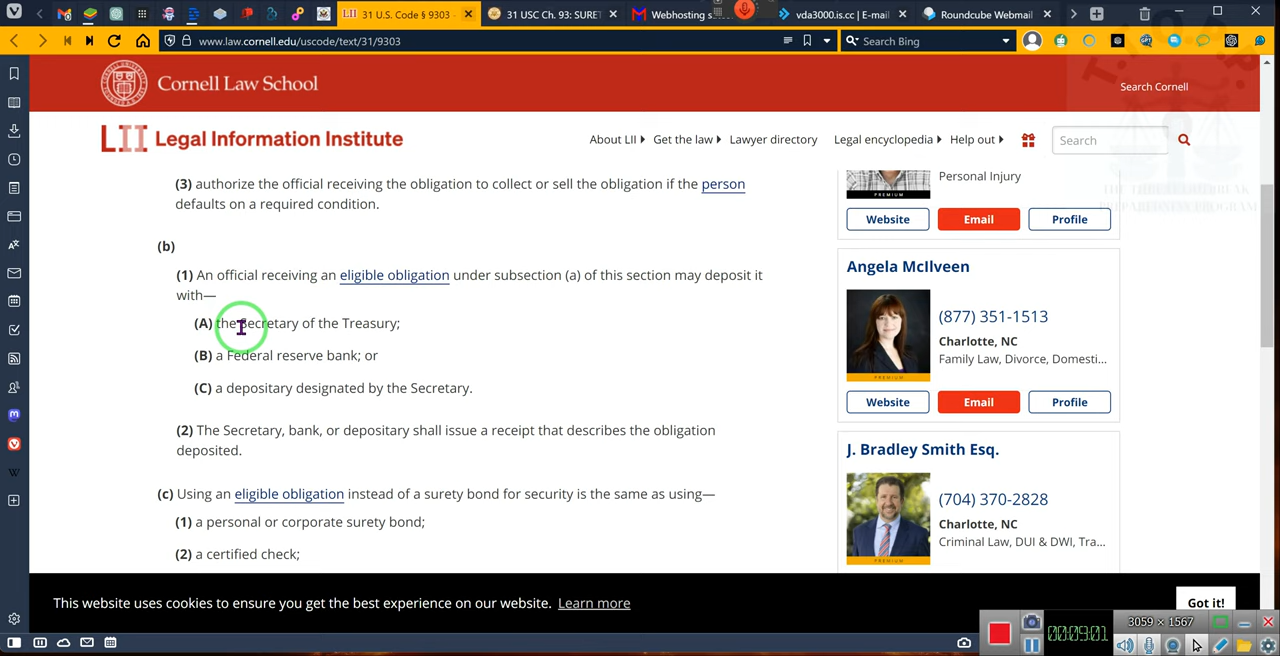 31 U.S. Code § 9303 -
31 USC Ch. 93: SURET
Webhosting s
vda3000.is.cc | E-mail
Roundcube Webmail
www.law.cornell.edu/uscode/text/31/9303
Search Bing
Cornell Law School
Search Cornell
LII Legal Information Institute
About LII
Get the law
Lawyer directory
Legal encyclopedia
Help out
Search
(3) authorize the official receiving the obligation to collect or sell the obligation if the person
defaults on a required condition.
(b)
(1) An official receiving an eligible obligation under subsection (a) of this section may deposit it
with—
(A) the Secretary of the Treasury;
(B) a Federal reserve bank; or
(C) a depositary designated by the Secretary.
(2) The Secretary, bank, or depositary shall issue a receipt that describes the obligation
deposited.
(c) Using an eligible obligation instead of a surety bond for security is the same as using—
(1) a personal or corporate surety bond;
(2) a certified check;
PREMIUM
Personal Injury
Website Email Profile
Angela McIlveen
PREMIUM
(877) 351-1513
Charlotte, NC
Family Law, Divorce, Domesti...
Website Email Profile
J. Bradley Smith Esq.
PREMIUM
(704) 370-2828
Charlotte, NC
Criminal Law, DUI & DWI, Tra...
This website uses cookies to ensure you get the best experience on our website. Learn more
Got it!
3059 × 1567
00:09:01